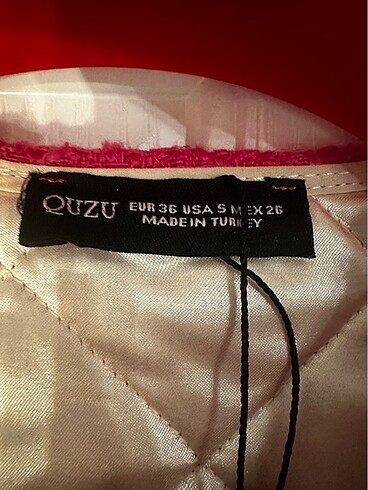 QUZU
EUR 36 USA S MEX 26
MADE IN TURKEY